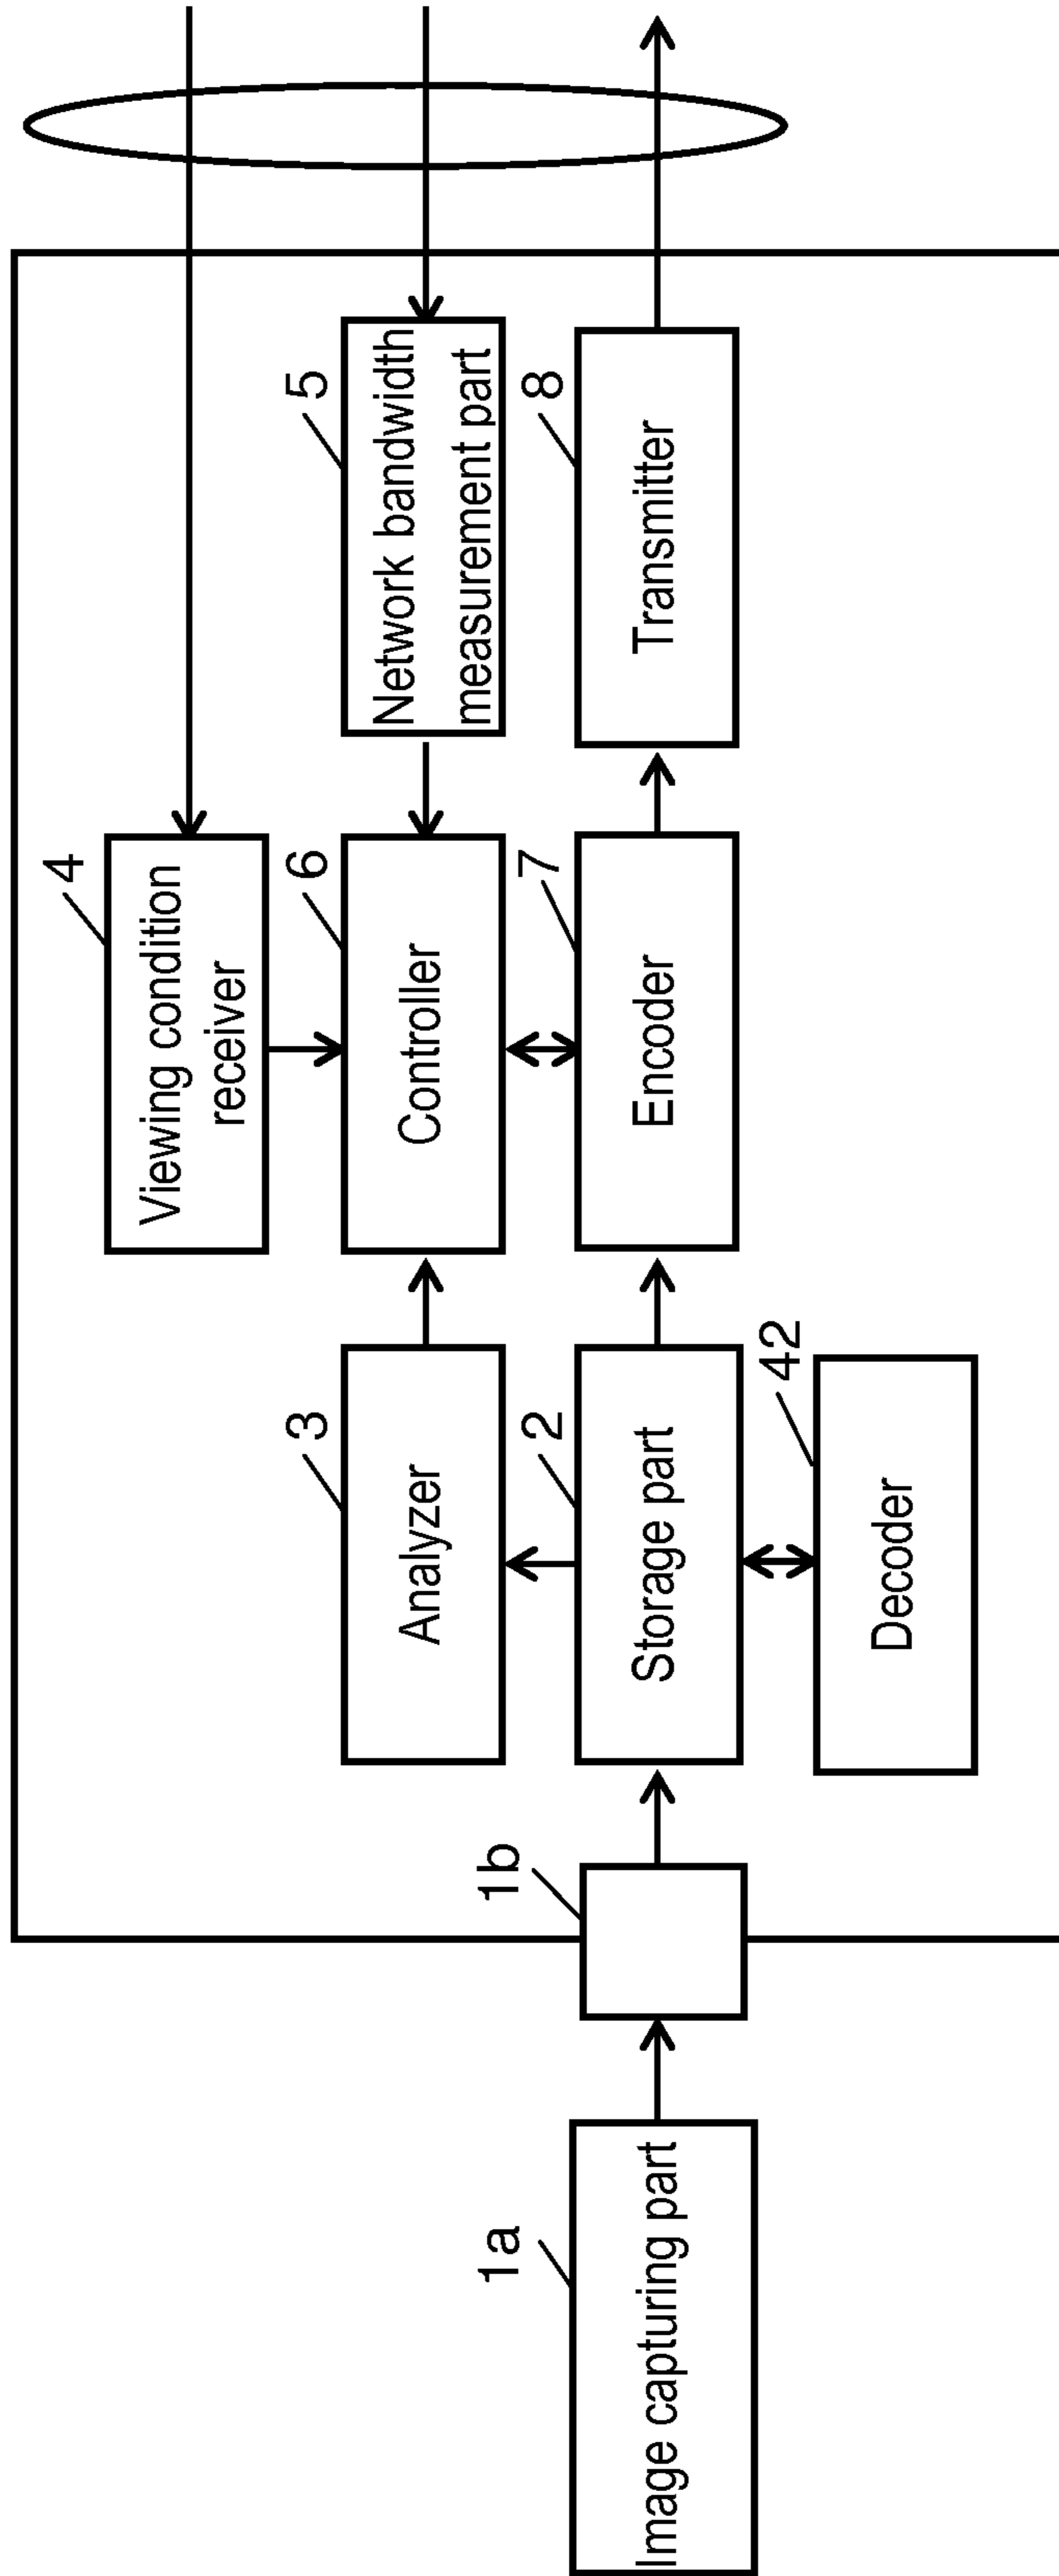 4
Viewing condition
receiver
3
Analyzer
6
Controller
5
Network bandwidth
measurement part
1a
Image capturing part
1b
2
Storage part
7
Encoder
8
Transmitter
42
Decoder